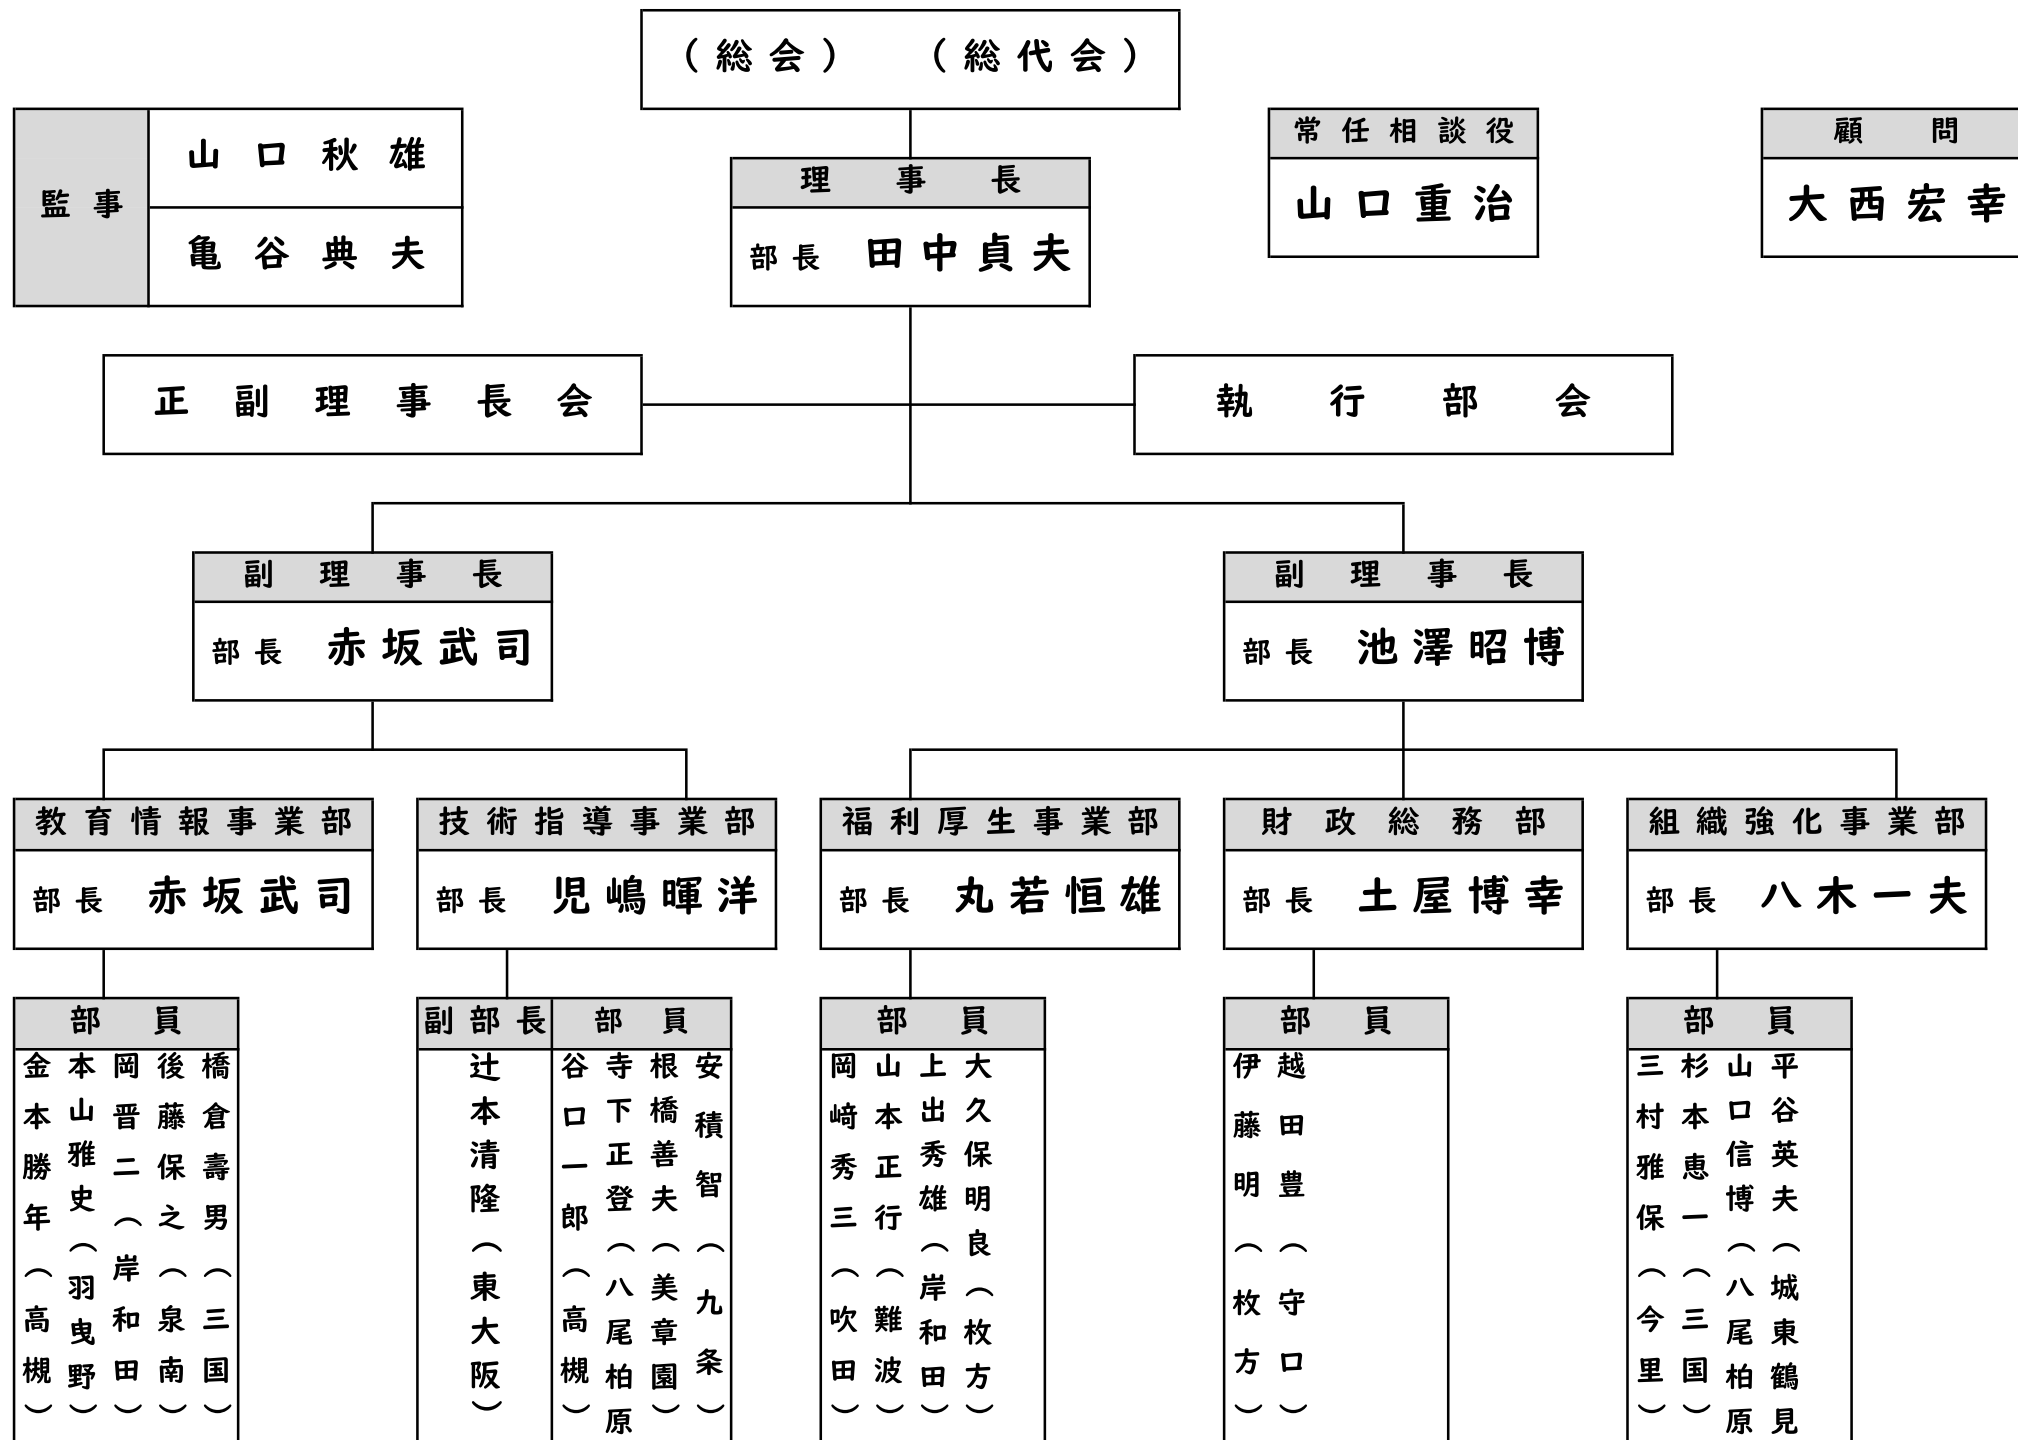 (総会) (総代会)
監事
山口秋雄
亀谷典夫
理事長
部長 田中貞夫
常任相談役
山口重治
顧問
大西宏幸
正副理事長会
執行部会
副理事長
部長 赤坂武司
副理事長
部長 池澤昭博
教育情報事業部
部長 赤坂武司
技術指導事業部
部長 児嶋暉洋
福利厚生事業部
部長 丸若恒雄
財政総務部
部長 土屋博幸
組織強化事業部
部長 八木一夫
部員
橋倉壽男(三国)
後藤保之(泉南)
岡晋二(岸和田)
本山雅史(羽曳野)
金本勝年(高槻)
副部長
辻本清隆(東大阪)
部員
安積智(九条)
根橋善夫(美章園)
寺下正登(八尾柏原
谷口一郎(高槻)
部員
大久保明良(枚方)
上出秀雄(岸和田)
山本正行(難波)
岡﨑秀三(吹田)
部員
越田豊(守口)
伊藤明(枚方)
部員
平谷英夫(城東鶴見
山口信博(八尾柏原
杉本恵一(三国)
三村雅保(今里)